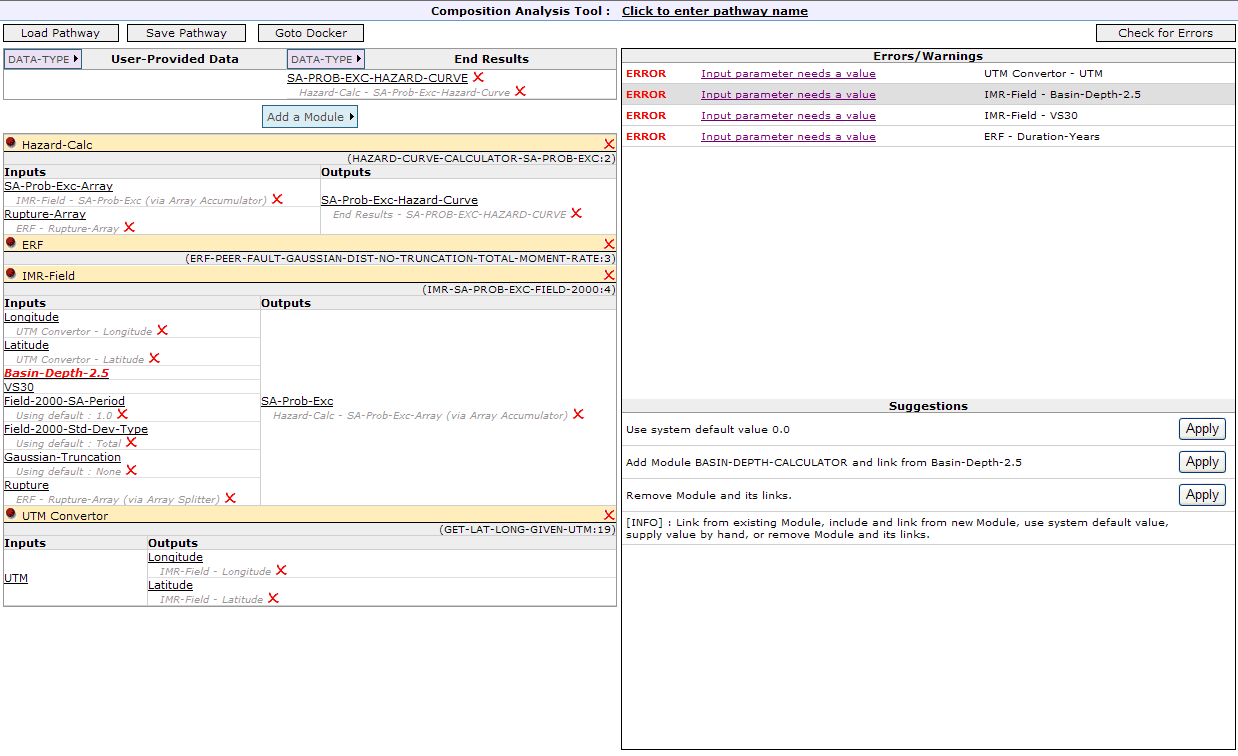 Composition Analysis Tool : Click to enter pathway name
Load Pathway Save Pathway Goto Docker Check for Errors
DATA-TYPE User-Provided Data DATA-TYPE End Results
SA-PROB-EXC-HAZARD-CURVE
Hazard-Calc - SA-Prob-Exc-Hazard-Curve
Add a Module
Hazard-Calc
(HAZARD-CURVE-CALCULATOR-SA-PROB-EXC:2)
Inputs Outputs
SA-Prob-Exc-Array
IMR-Field - SA-Prob-Exc (via Array Accumulator)
Rupture-Array
ERF - Rupture-Array
SA-Prob-Exc-Hazard-Curve
End Results - SA-PROB-EXC-HAZARD-CURVE
ERF
(ERF-PEER-FAULT-GAUSSIAN-DIST-NO-TRUNCATION-TOTAL-MOMENT-RATE:3)
IMR-Field
(IMR-SA-PROB-EXC-FIELD-2000:4)
Inputs Outputs
Longitude
UTM Convertor - Longitude
Latitude
UTM Convertor - Latitude
Basin-Depth-2.5
VS30
Field-2000-SA-Period
Using default : 1.0
Field-2000-Std-Dev-Type
Using default : Total
Gaussian-Truncation
Using default : None
Rupture
ERF - Rupture-Array (via Array Splitter)
SA-Prob-Exc
Hazard-Calc - SA-Prob-Exc-Array (via Array Accumulator)
UTM Convertor
(GET-LAT-LONG-GIVEN-UTM:19)
Inputs Outputs
UTM
Longitude
IMR-Field - Longitude
Latitude
IMR-Field - Latitude
Errors/Warnings
ERROR Input parameter needs a value UTM Convertor - UTM
ERROR Input parameter needs a value IMR-Field - Basin-Depth-2.5
ERROR Input parameter needs a value IMR-Field - VS30
ERROR Input parameter needs a value ERF - Duration-Years
Suggestions
Use system default value 0.0 Apply
Add Module BASIN-DEPTH-CALCULATOR and link from Basin-Depth-2.5 Apply
Remove Module and its links. Apply
[INFO] : Link from existing Module, include and link from new Module, use system default value,
supply value by hand, or remove Module and its links.